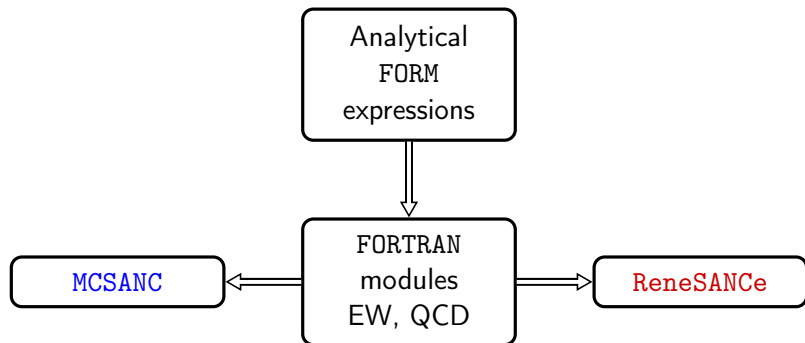 Analytical
FORM
expressions
FORTRAN
modules
EW, QCD
MCSANC
ReneSANCe